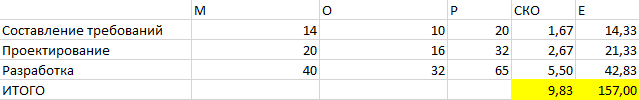 М О Р СКО Е
Составление требований 14 10 20 1,67 14,33
Проектирование 20 16 32 2,67 21,33
Разработка 40 32 65 5,50 42,83
ИТОГО 9,83 157,00